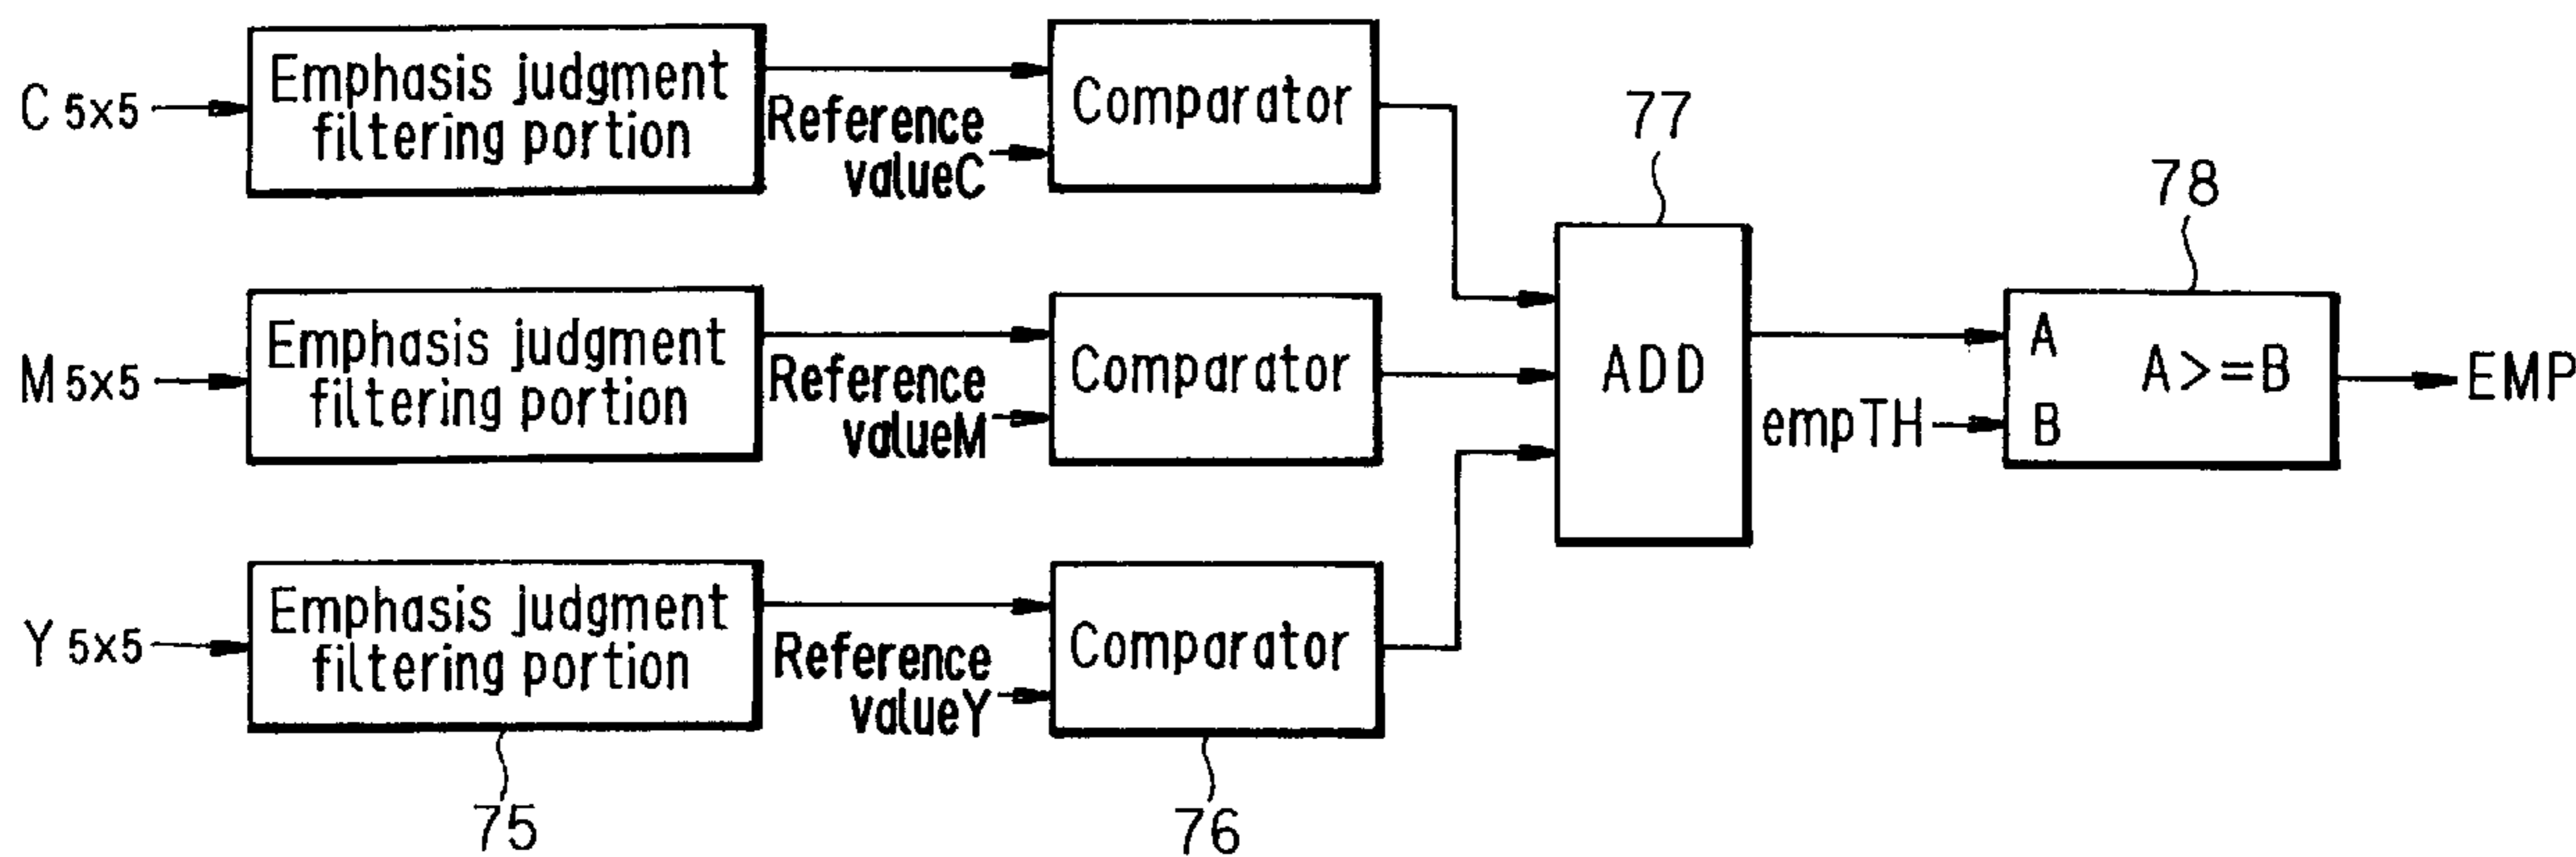 C 5x5
Emphasis judgment
filtering portion
Reference
valueC
Comparator
77
78
M 5x5
Emphasis judgment
filtering portion
Reference
valueM
Comparator
ADD
empTH
A
B
A>=B
EMP
Y 5x5
Emphasis judgment
filtering portion
Reference
valueY
Comparator
75
76